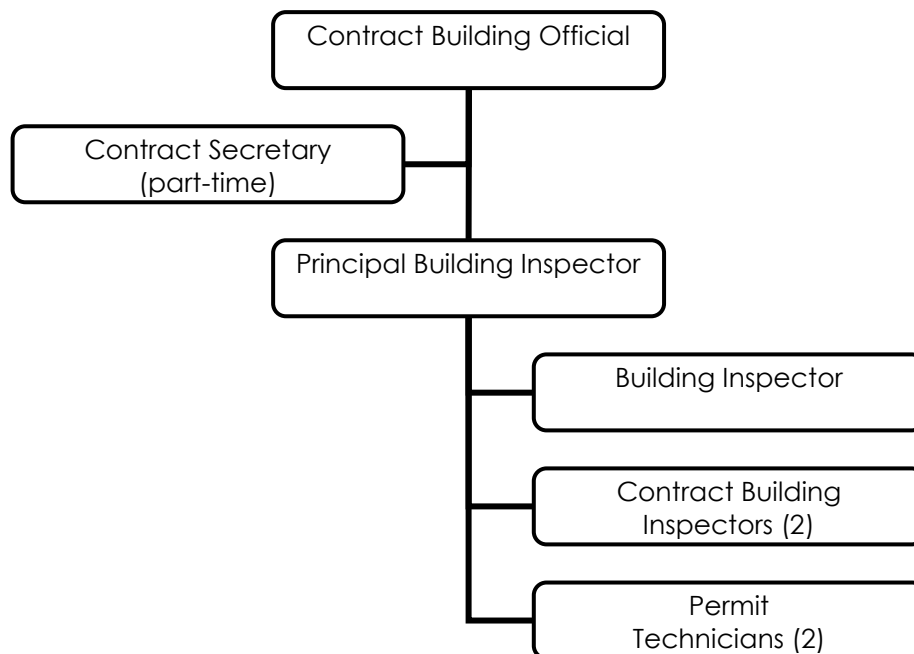 Contract Building Official
Contract Secretary
(part-time)
Principal Building Inspector
Building Inspector
Contract Building
Inspectors (2)
Permit
Technicians (2)